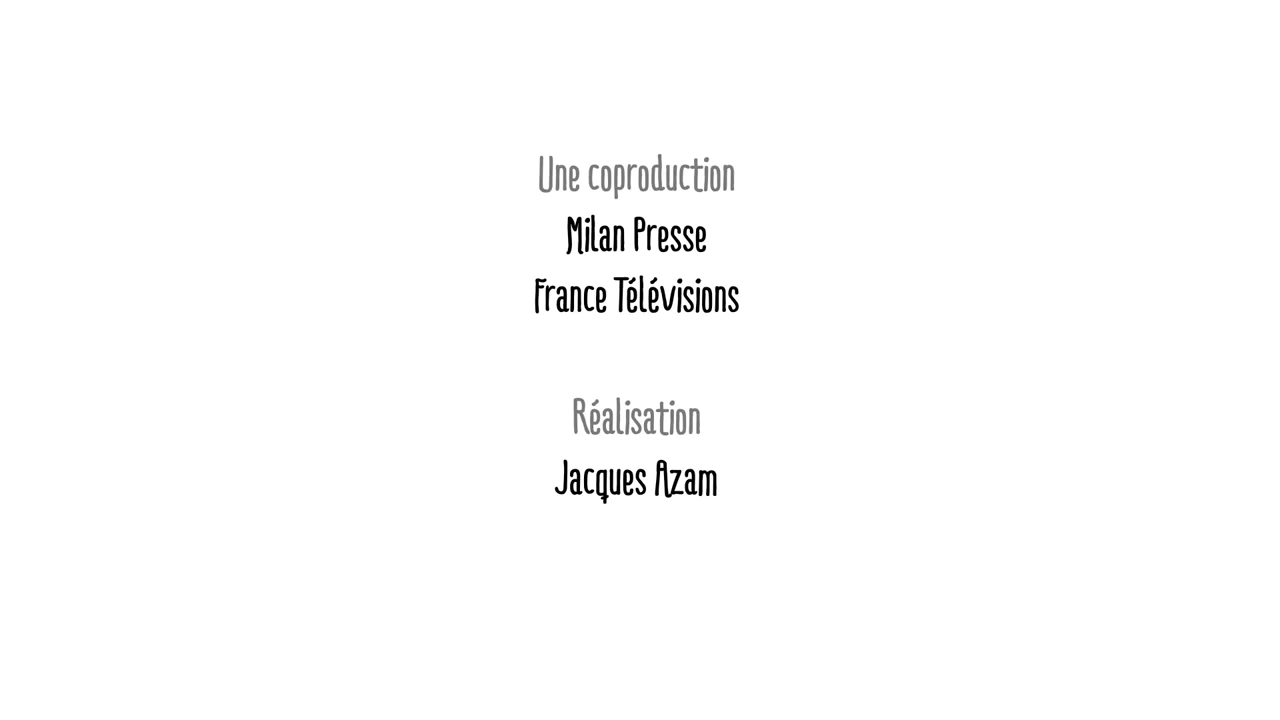 Une coproduction
Milan Presse
France Télévisions
Réalisation
Jacques Azam